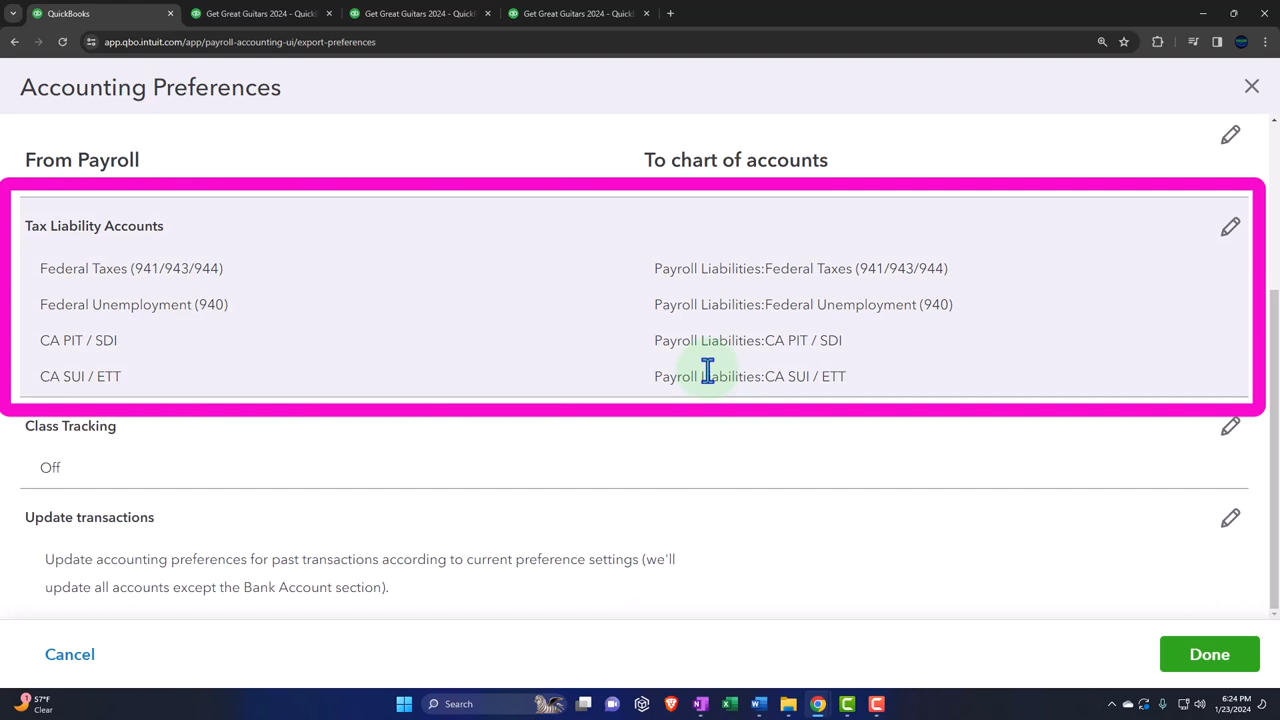 QuickBooks
Get Great Guitars 2024 - QuickB
Get Great Guitars 2024 - QuickB
Get Great Guitars 2024 - QuickB
app.qbo.intuit.com/app/payroll-accounting-ui/export-preferences
Accounting Preferences
From Payroll To chart of accounts
Tax Liability Accounts
Federal Taxes (941/943/944) Payroll Liabilities:Federal Taxes (941/943/944)
Federal Unemployment (940) Payroll Liabilities:Federal Unemployment (940)
CA PIT / SDI Payroll Liabilities:CA PIT / SDI
CA SUI / ETT Payroll Liabilities:CA SUI / ETT
Class Tracking
Off
Update transactions
Update accounting preferences for past transactions according to current preference settings (we'll
update all accounts except the Bank Account section).
Cancel Done
1
57°F
Clear
Search
6:24 PM
1/23/2024